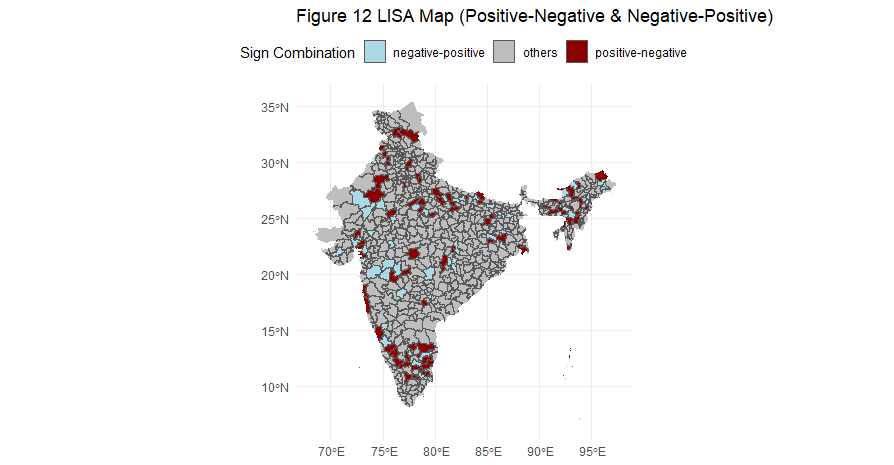 Figure 12 LISA Map (Positive-Negative & Negative-Positive)
Sign Combination negative-positive others positive-negative
35°N
30°N
25°N
20°N
15°N
10°N
70°E 75°E 80°E 85°E 90°E 95°E